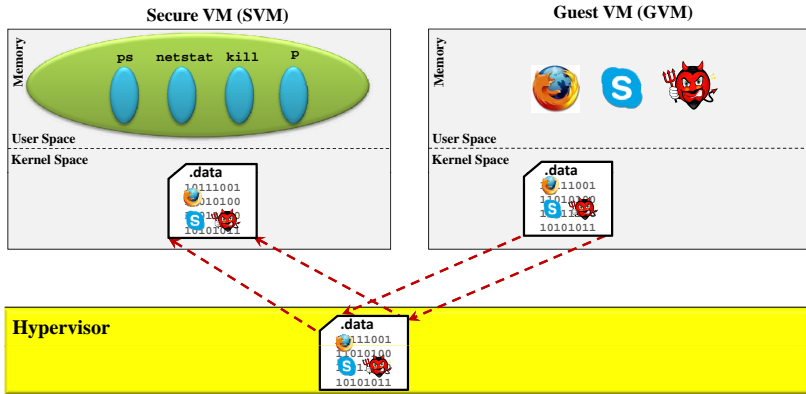 Secure VM (SVM)
Guest VM (GVM)
Memory
ps netstat kill p
User Space
Kernel Space
.data
10111001
010100
10101011
Memory
User Space
Kernel Space
.data
111001
11010100
10101011
Hypervisor
.data
111001
11010100
10101011
S
S
S
S